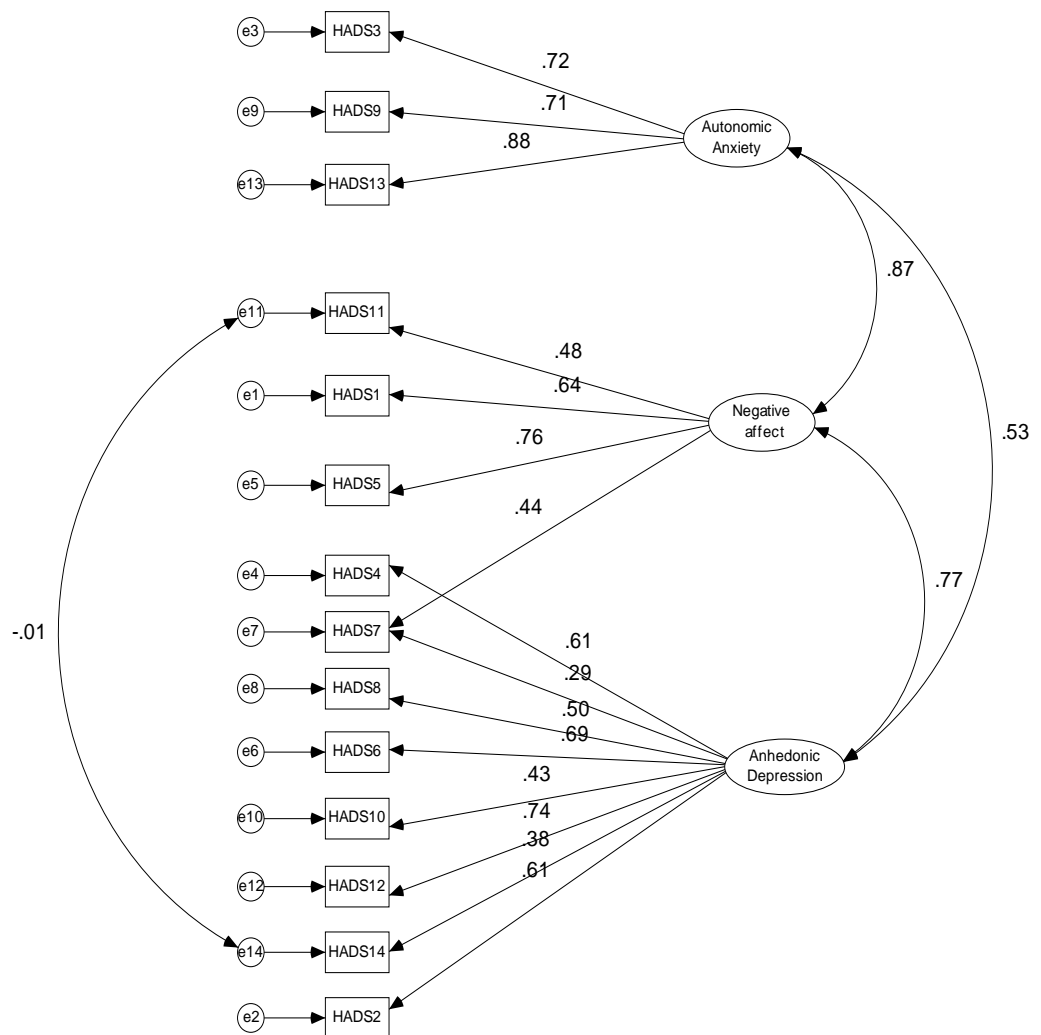 e3
HADS3
.72
e9
HADS9
.71
Autonomic
Anxiety
e13
HADS13
.88
.87
e11
HADS11
.48
e1
HADS1
.64
Negative
affect
.53
e5
HADS5
.76
.44
e4
HADS4
.77
e7
HADS7
-.01
.61
.29
e8
HADS8
.50
.69
e6
HADS6
Anhedonic
Depression
.43
e10
HADS10
.74
.38
e12
HADS12
.61
e14
HADS14
e2
HADS2